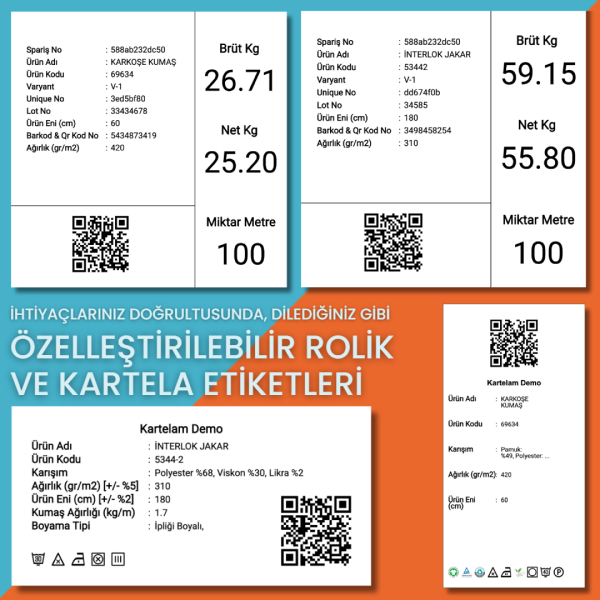 Sipariş No : 588ab232dc50
Ürün Adı : KARKOŞE KUMAŞ
Ürün Kodu : 69634
Varyant : V-1
Unique No : 3ed5bf80
Lot No : 33434678
Ürün Eni (cm) : 60
Barkod & Qr Kod No : 5434873419
Ağırlık (gr/m2) : 420
Brüt Kg
26.71
Net Kg
25.20
Miktar Metre
100
Sipariş No : 588ab232dc50
Ürün Adı : İNTERLOK JAKAR
Ürün Kodu : 53442
Varyant : V-1
Unique No : dd674f0b
Lot No : 34585
Ürün Eni (cm) : 180
Barkod & Qr Kod No : 3498458254
Ağırlık (gr/m2) : 310
Brüt Kg
59.15
Net Kg
55.80
Miktar Metre
100
İHTİYAÇLARINIZ DOĞRULTUSUNDA, DİLEDİĞİNİZ GİBİ
ÖZELLEŞTİRİLEBİLİR ROLİK
VE KARTELA ETİKETLERİ
Kartelam Demo
Ürün Adı : İNTERLOK JAKAR
Ürün Kodu : 5344-2
Karışım : Polyester %68, Viskon %30, Likra %2
Ağırlık (gr/m2) [+/- %5] : 310
Ürün Eni (cm) [+/- %2] : 180
Kumaş Ağırlığı (kg/m) : 1.7
Boyama Tipi : İpliği Boyalı,
Kartelam Demo
Ürün Adı : KARKOŞE
KUMAŞ
Ürün Kodu : 69634
Karışım : Pamuk:
%49, Polyester: ...
Ağırlık (gr/m2) : 420
Ürün Eni : 60
(cm)